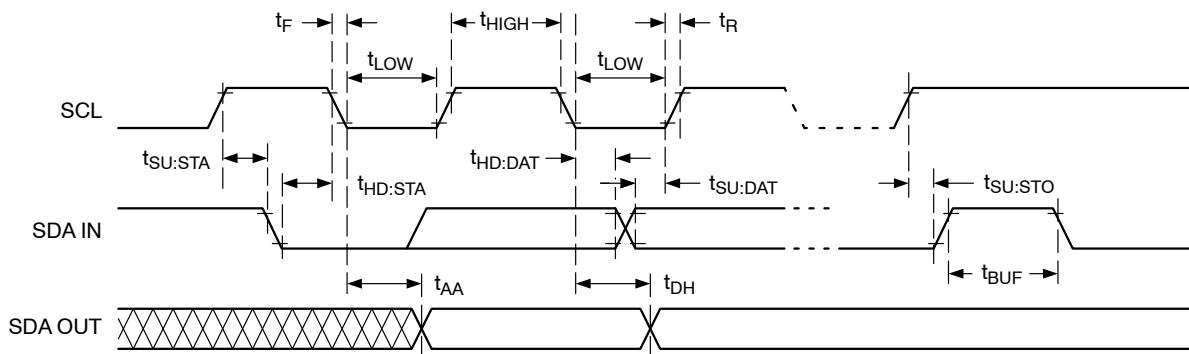 tF
tHIGH
tR
tLOW
tLOW
SCL
tSU:STA
tHD:STA
tHD:DAT
tSU:DAT
tSU:STO
SDA IN
tAA
tDH
tBUF
SDA OUT